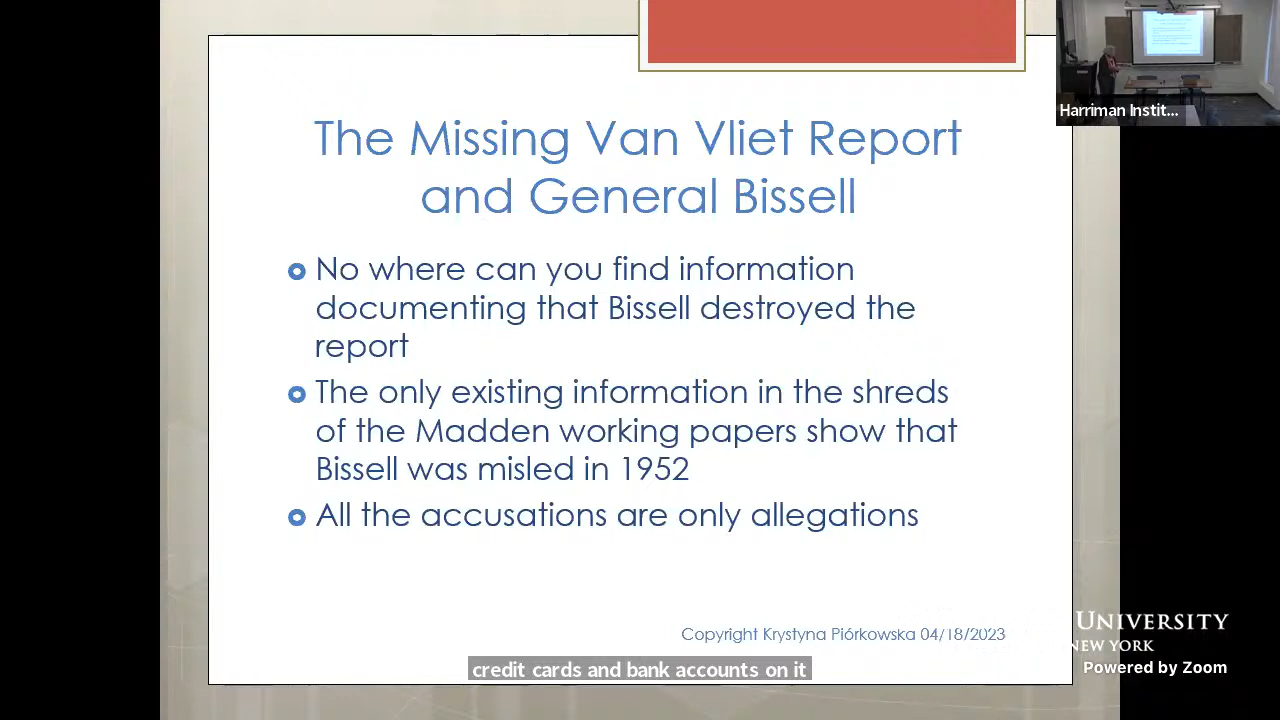 Harriman Instit...
The Missing Van Vliet Report
and General Bissell
No where can you find information
documenting that Bissell destroyed the
report
The only existing information in the shreds
of the Madden working papers show that
Bissell was misled in 1952
All the accusations are only allegations
Copyright Krystyna Piórkowska 04/18/2023
UNIVERSITY
NEW YORK
Powered by Zoom
credit cards and bank accounts on it